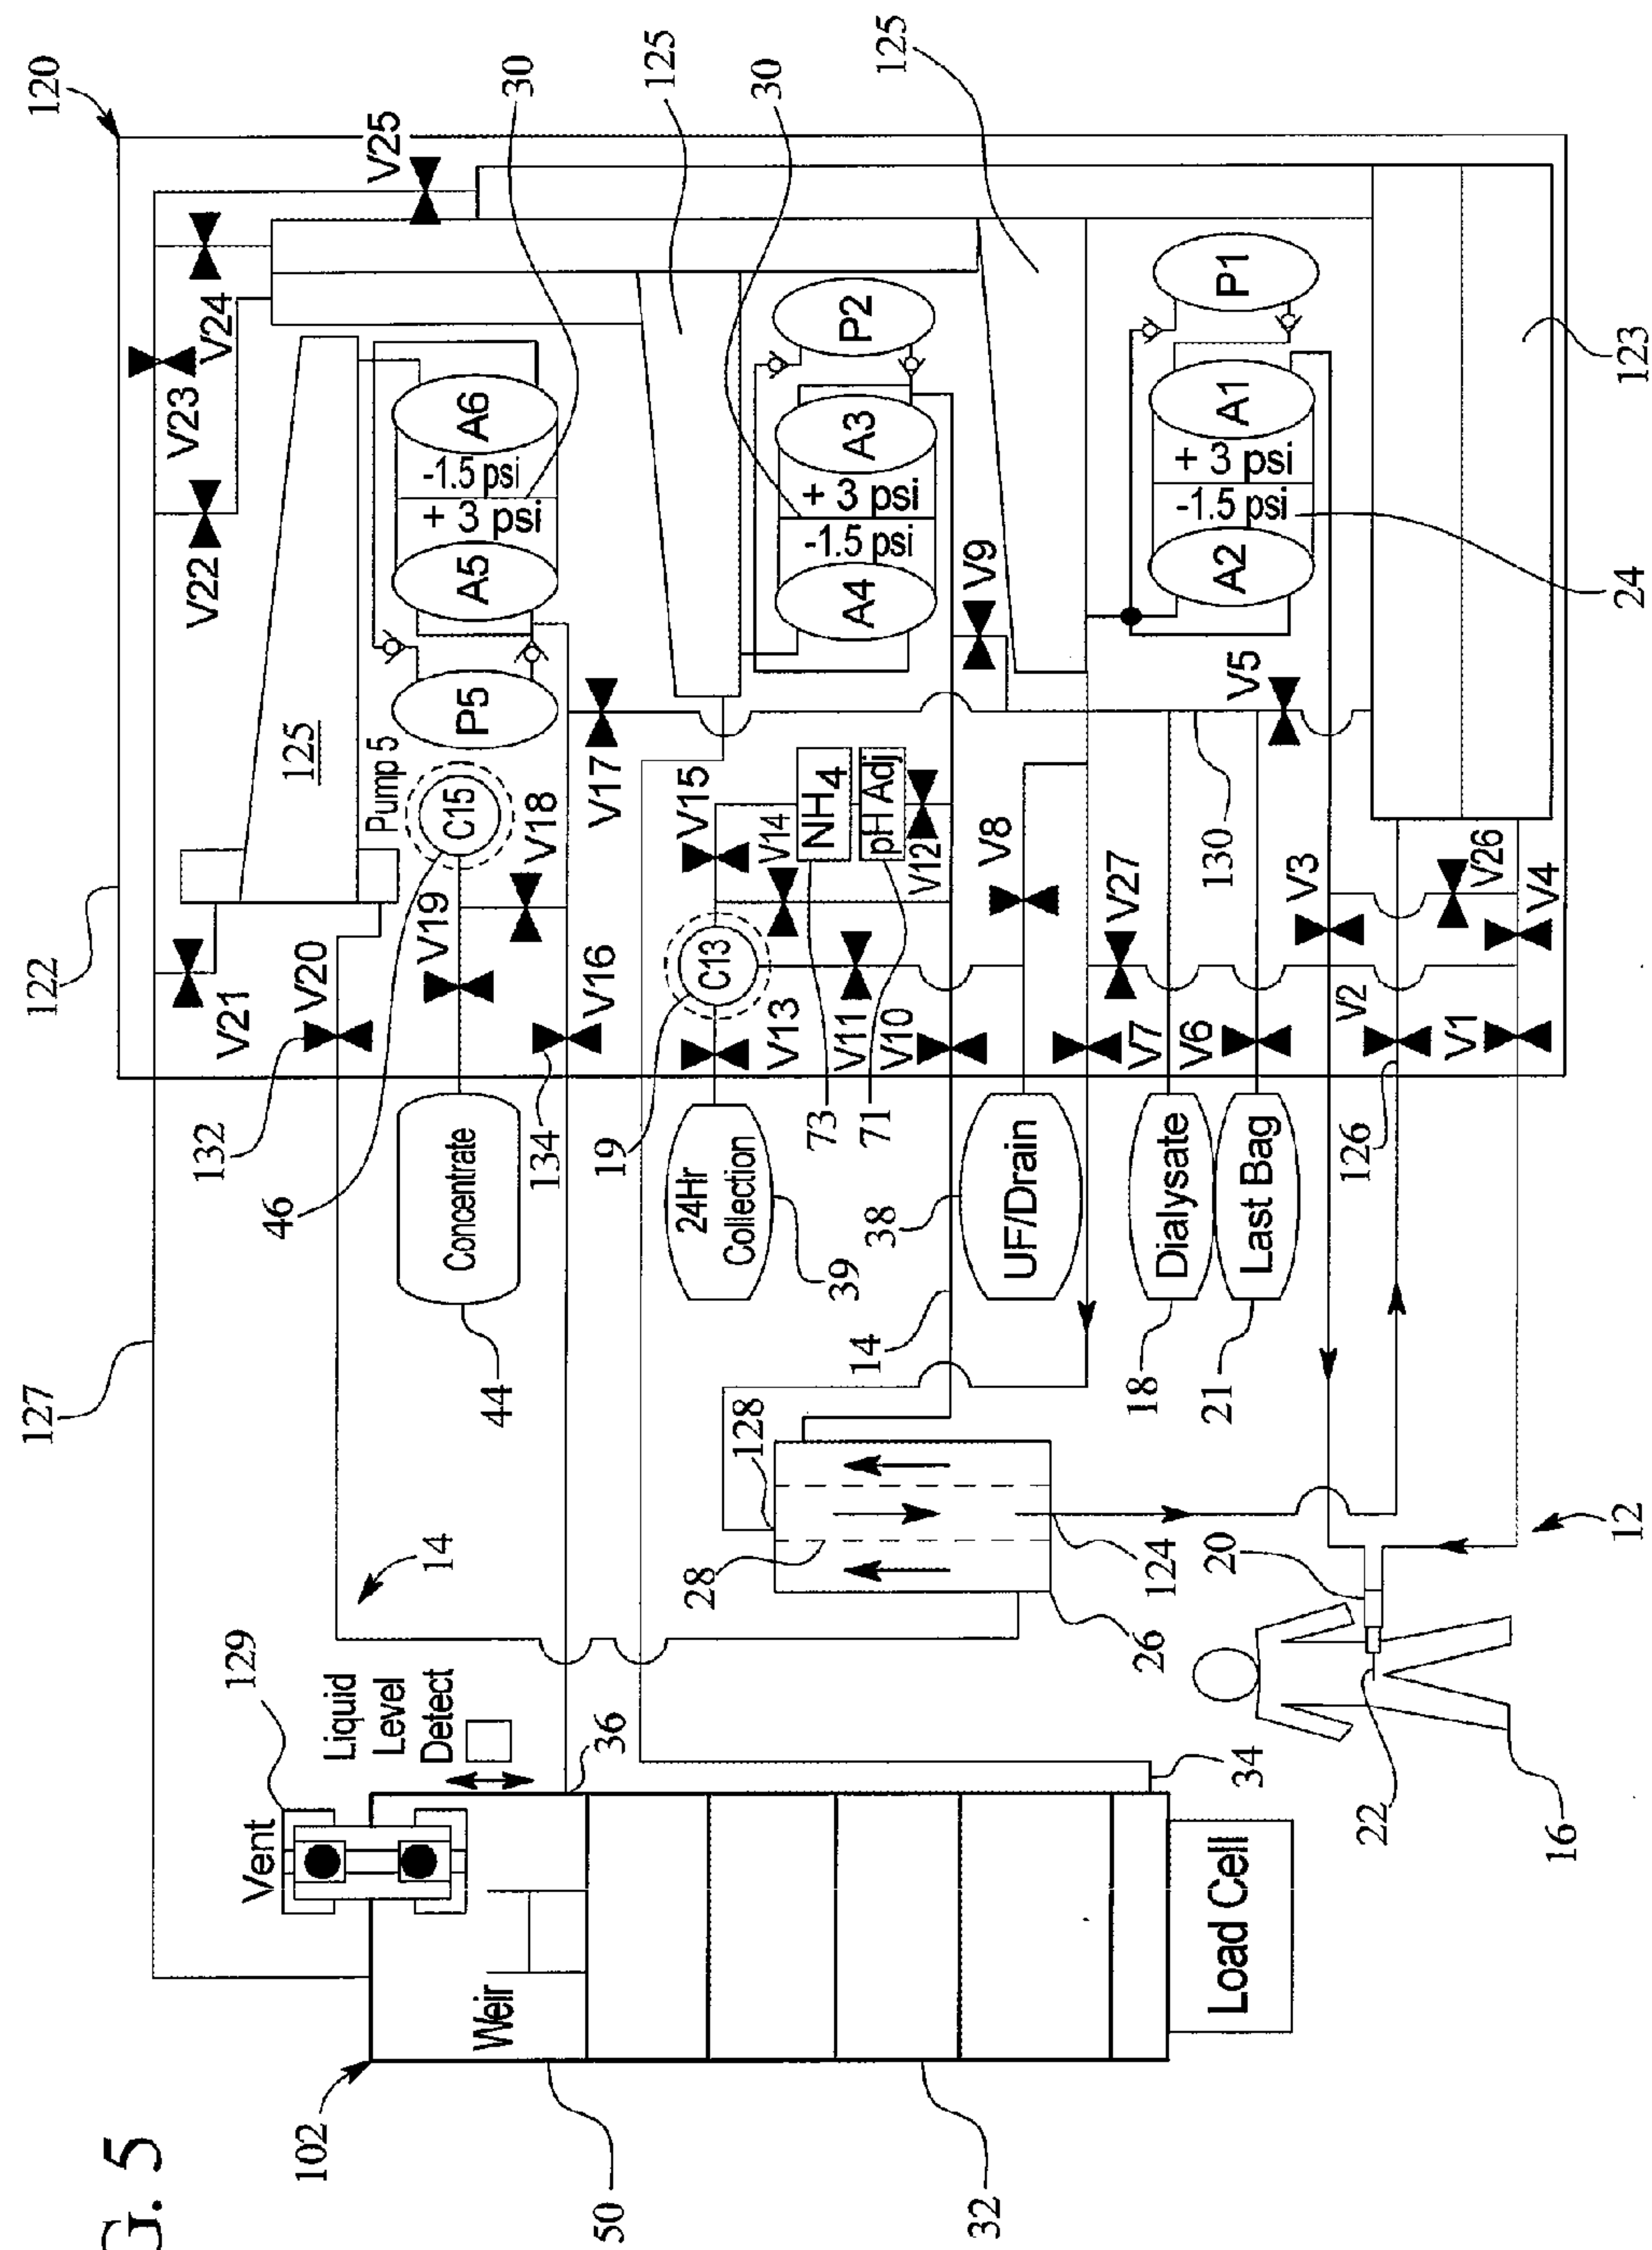 G. 5
120
122
127
V25
V24
V23
V22
V21
V20
132
125
Pump 5
C15
P5
A5
+ 3 psi
-1.5 psi
A6
30
125
30
125
V19
V18
V17
V16
134
46
Concentrate
44
14
129
Vent
Liquid
Level
Detect
102
Weir
50
32
36
34
Load Cell
P2
A3
+ 3 psi
-1.5 psi
A4
V15
V14
NH4
pH Adj
V12
C13
V13
V11
V10
19
24Hr
Collection
39
73
71
V9
V8
UF/Drain
38
14
128
28
124
26
P1
A1
+ 3 psi
-1.5 psi
A2
24
V5
130
V27
V7
V6
Dialysate
18
Last Bag
21
V3
V26
V4
V2
V1
126
123
20
12
22
16